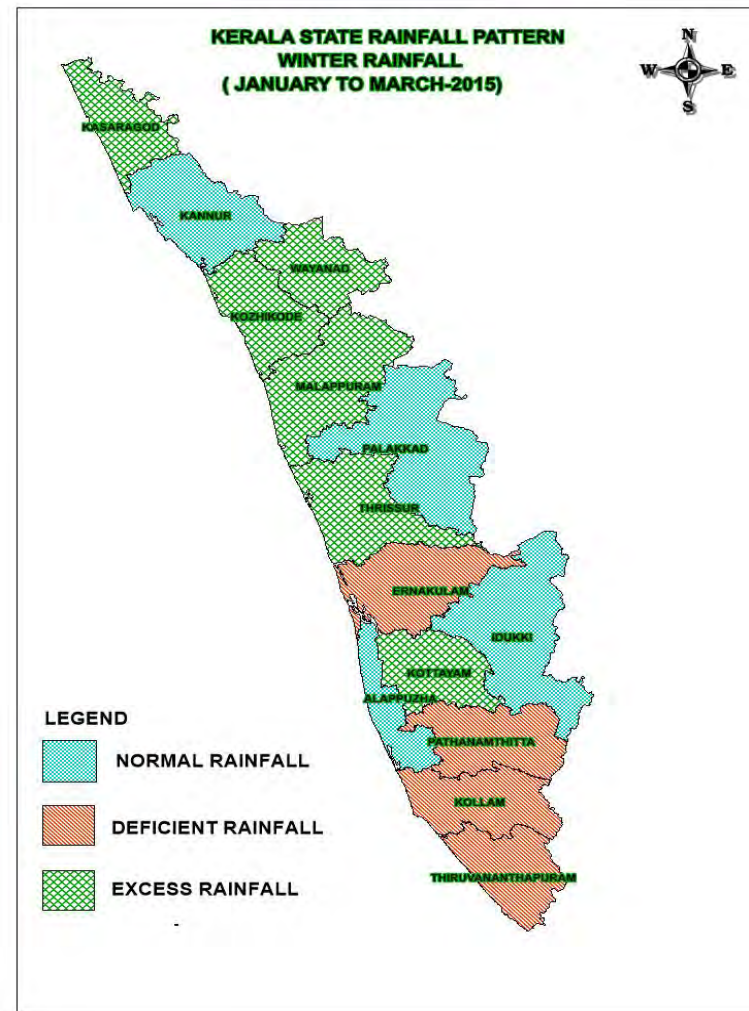 KERALA STATE RAINFALL PATTERN
WINTER RAINFALL
( JANUARY TO MARCH-2015)
N
W E
S
KASARAGOD
KANNUR
WAYANAD
KOZHIKODE
MALAPPURAM
PALAKKAD
THRISSUR
ERNAKULAM
IDUKKI
KOTTAYAM
ALAPPUZHA
PATHANAMTHITTA
KOLLAM
THIRUVANANTHAPURAM
LEGEND
NORMAL RAINFALL
DEFICIENT RAINFALL
EXCESS RAINFALL
-